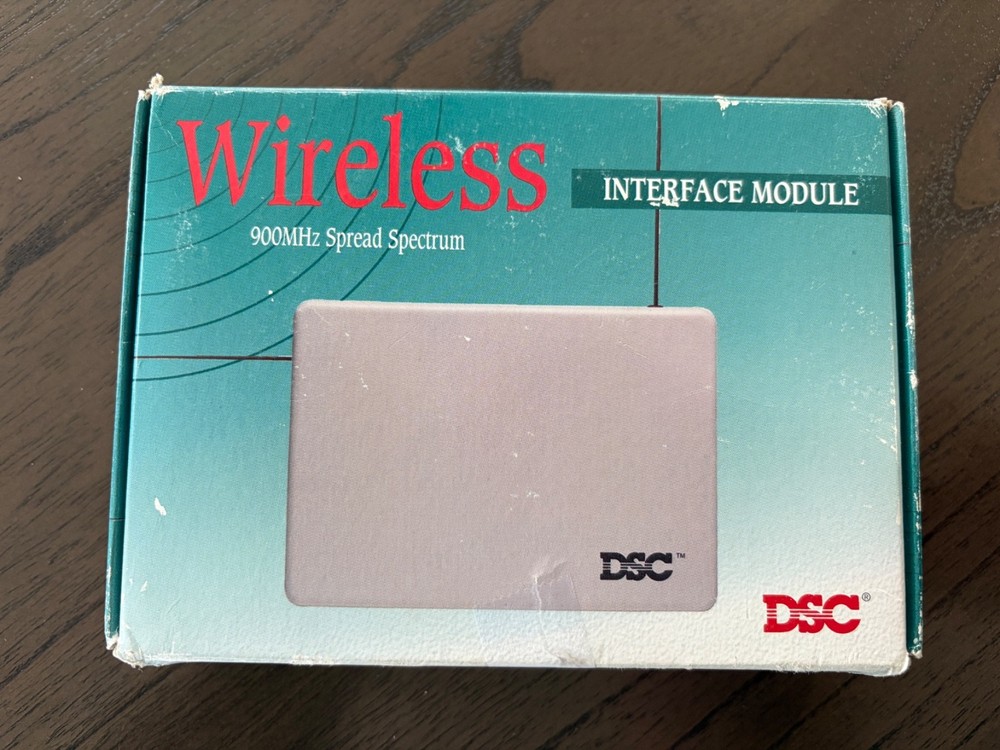 Wireless
INTERFACE MODULE
900MHz Spread Spectrum
DSC™
DSC®